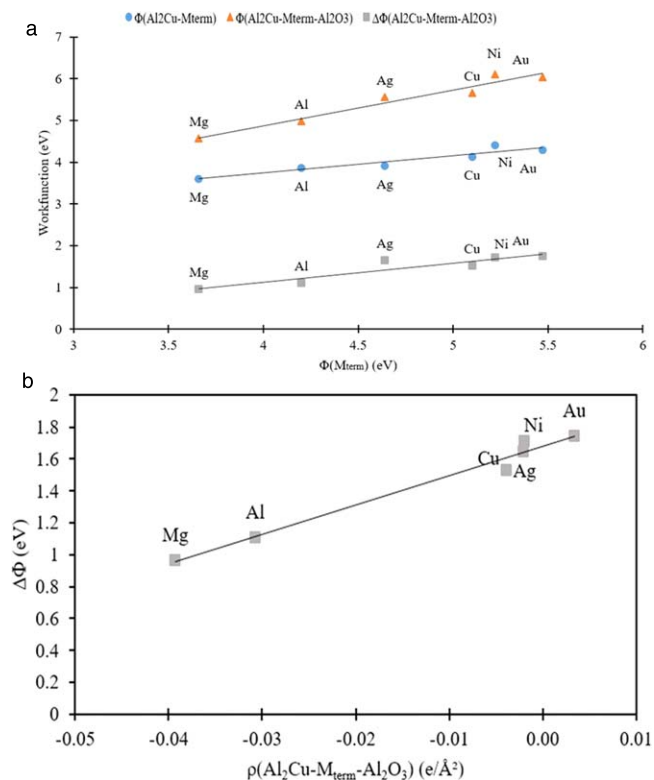 a
Φ(Al2Cu-Mterm) Φ(Al2Cu-Mterm-Al2O3) ΔΦ(Al2Cu-Mterm-Al2O3)
7
6
5
4
3
2
1
0
Workfunction (eV)
Mg Al Ag Cu Ni Au
Mg Al Ag Cu Ni Au
Mg Al Ag Cu Ni Au
3 3.5 4 4.5 5 5.5 6
Φ(Mterm) (eV)
b
2
1.8
1.6
1.4
1.2
1
0.8
0.6
0.4
0.2
0
ΔΦ (eV)
Mg Al Cu Ag Ni Au
-0.05 -0.04 -0.03 -0.02 -0.01 0.00 0.01
ρ(Al₂Cu-Mterm-Al₂O₃) (e/Å²)